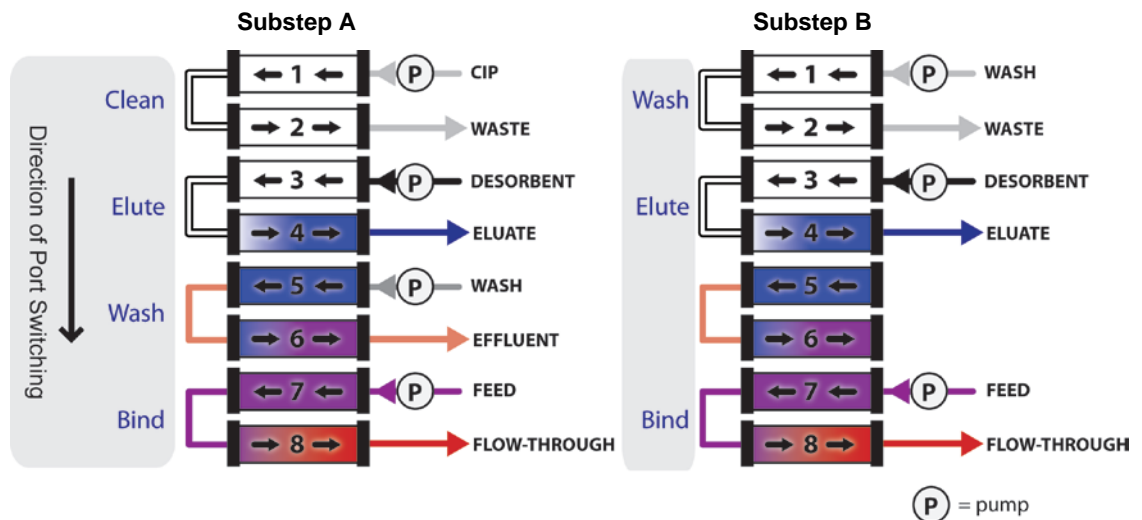 Substep A
Substep B
Direction of Port Switching
Clean
1
P
CIP
2
WASTE
Elute
3
P
DESORBENT
4
ELUATE
Wash
5
P
WASH
6
EFFLUENT
Bind
7
P
FEED
8
FLOW-THROUGH
Wash
1
P
WASH
2
WASTE
Elute
3
P
DESORBENT
4
ELUATE
5
6
Bind
7
P
FEED
8
FLOW-THROUGH
P = pump